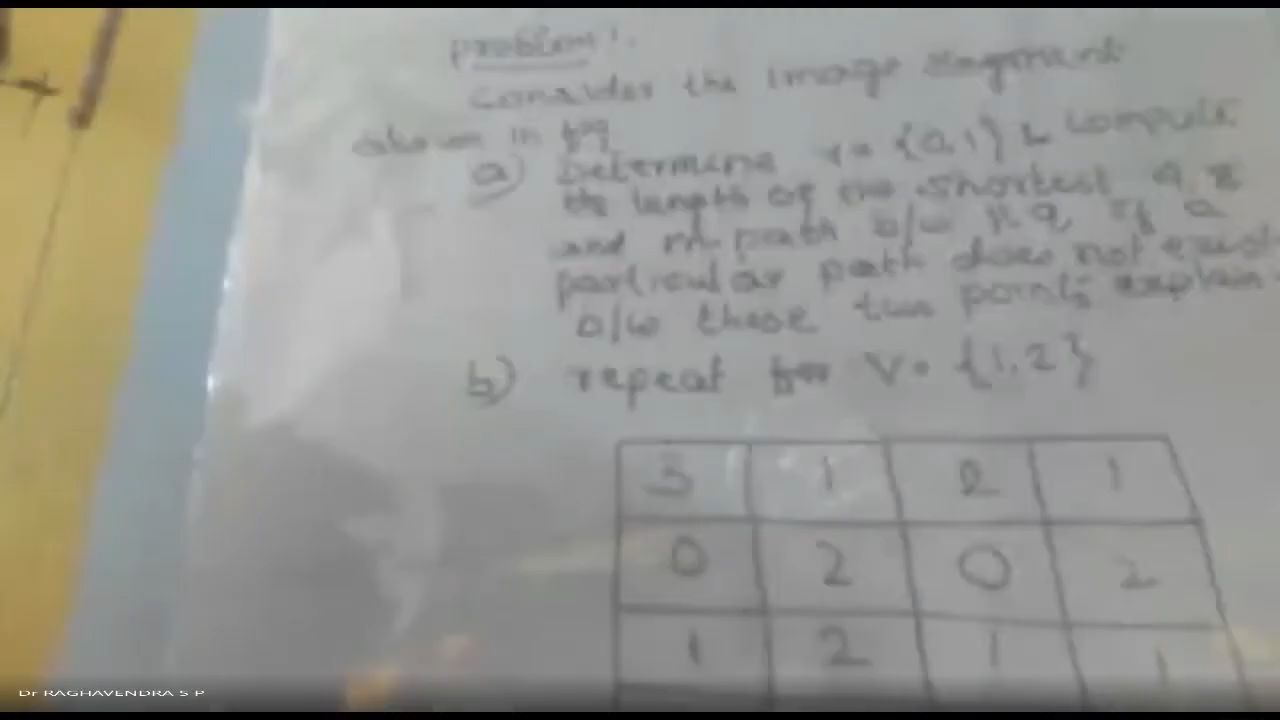 problem:
consider the image segment
shown in fig
a) Determine V = {0,1} & compute
the length of the shortest 4, 8
and m-path b/w p, q If a
particular path does not exist
b/w these two points explain
b) repeat for V = {1,2}
3 1 2 1
0 2 0 2
1 2 1 1
Dr RAGHAVENDRA S P